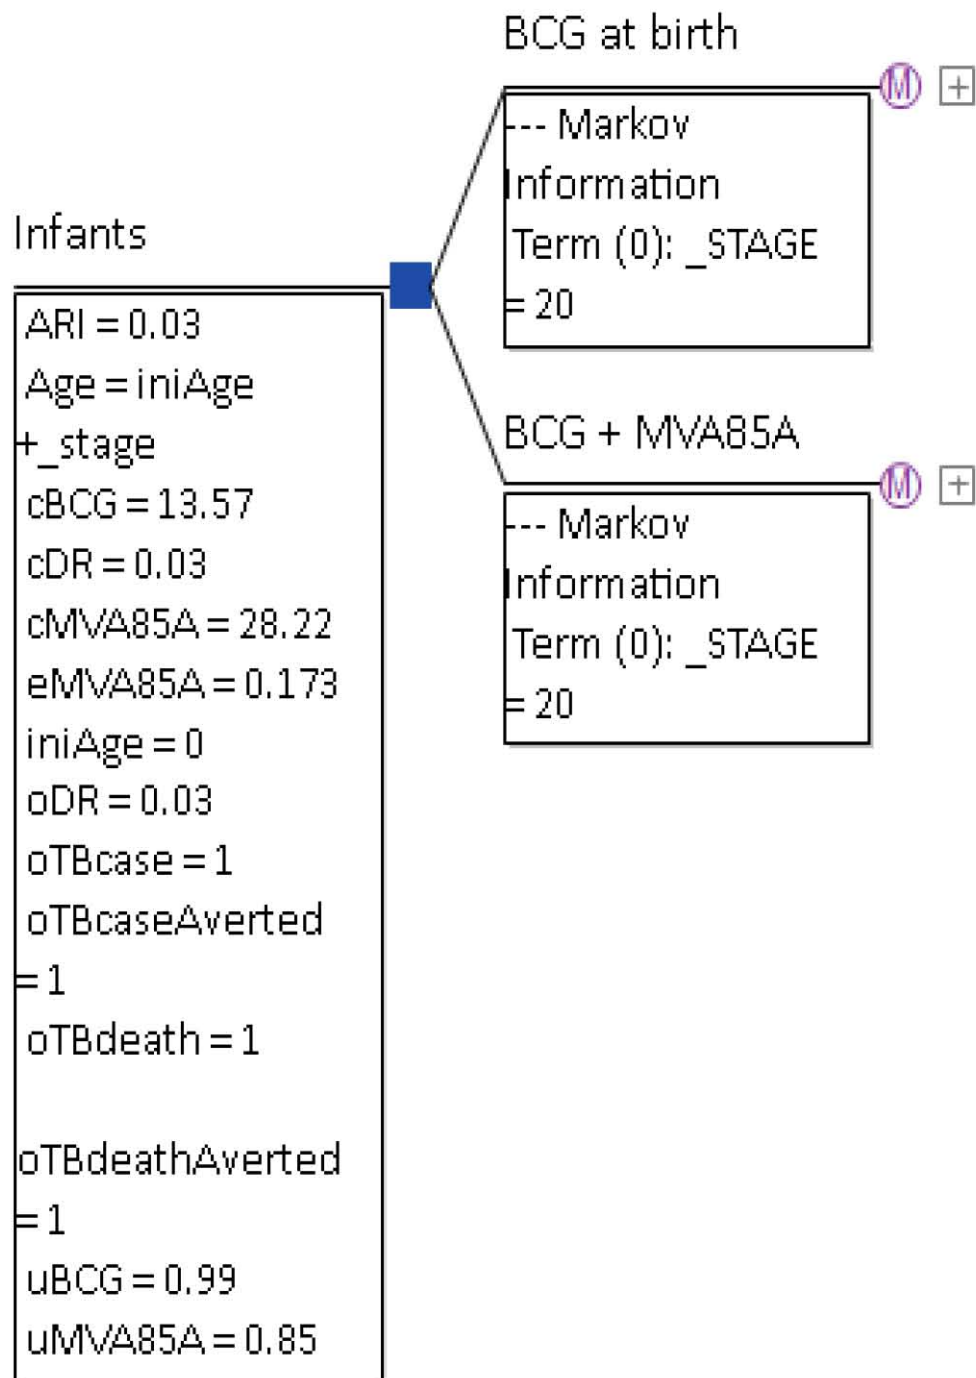 BCG at birth
M +
--- Markov
Information
Term (0): _STAGE
= 20
Infants
ARI = 0.03
Age = iniAge
+_stage
cBCG = 13.57
cDR = 0.03
cMVA85A = 28.22
eMVA85A = 0.173
iniAge = 0
oDR = 0.03
oTBcase = 1
oTBcaseAverted
= 1
oTBdeath = 1
oTBdeathAverted
= 1
uBCG = 0.99
uMVA85A = 0.85
BCG + MVA85A
M +
--- Markov
Information
Term (0): _STAGE
= 20